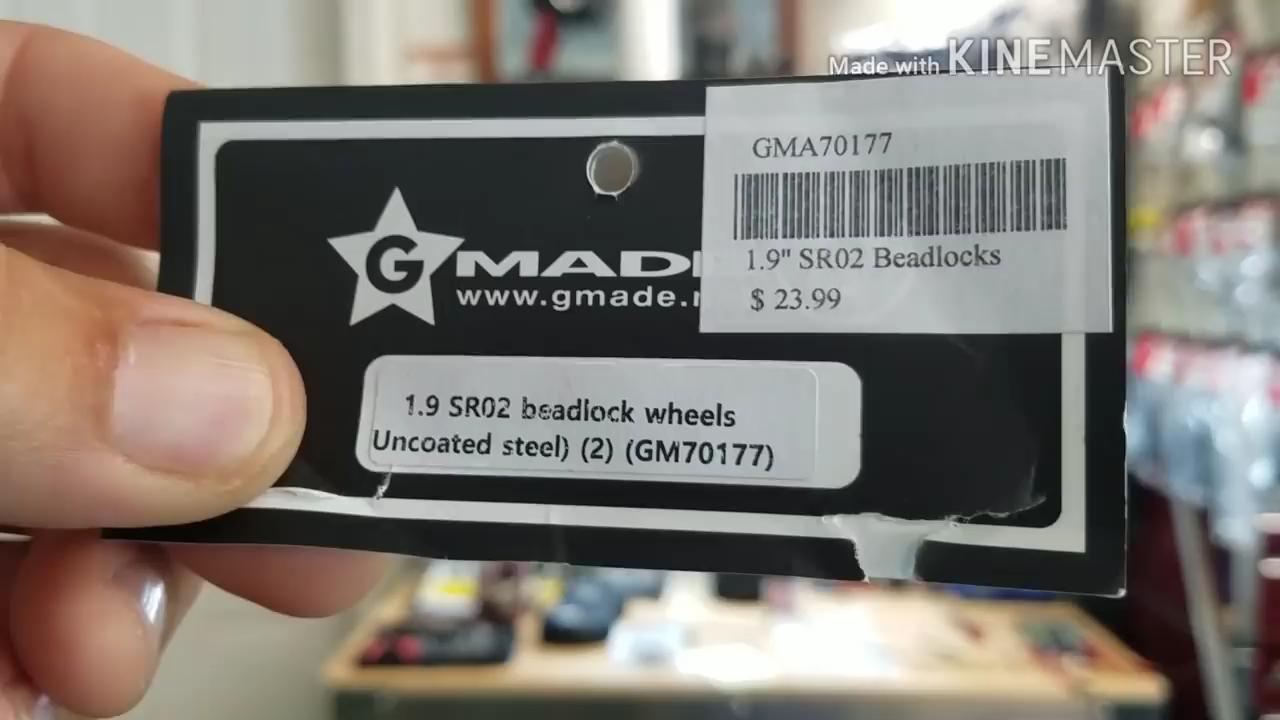 Made with KINEMASTER
GMA70177
1.9" SR02 Beadlocks
$ 23.99
G
MAD
www.gmade.
1.9 SR02 beadlock wheels
Uncoated steel) (2) (GM70177)